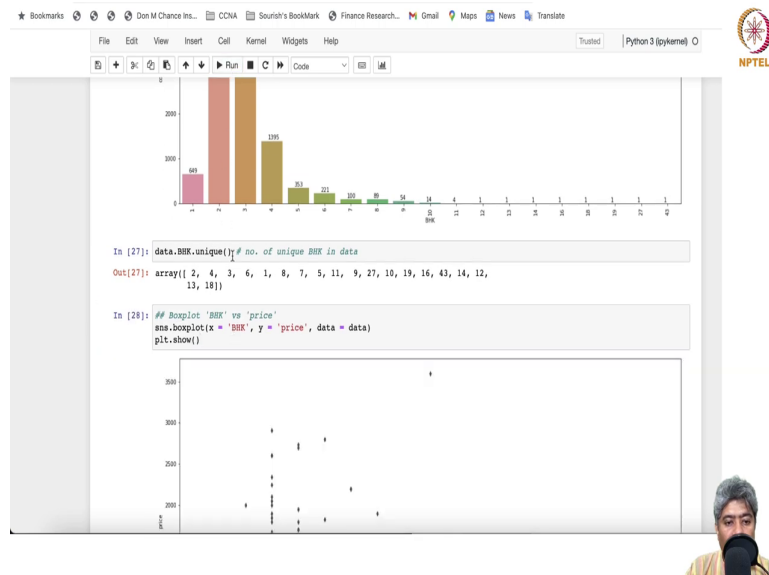 Bookmarks Don M Chance Ins... CCNA Sourish's BookMark Finance Research... Gmail Maps News Translate
File Edit View Insert Cell Kernel Widgets Help Trusted Python 3 (ipykernel)
Run Code
NPTEL
2000
1000
0
649
1395
353
221
100
89
54
14
4
1
1
1
1
1
1
1
1 2 3 4 5 6 7 8 9 10 11 12 13 14 16 18 19 27 43
BHK
In [27]: data.BHK.unique() # no. of unique BHK in data
Out[27]: array([ 2, 4, 3, 6, 1, 8, 7, 5, 11, 9, 27, 10, 19, 16, 43, 14, 12,
13, 18])
In [28]: ## Boxplot 'BHK' vs 'price'
sns.boxplot(x = 'BHK', y = 'price', data = data)
plt.show()
3500
3000
2500
2000
price